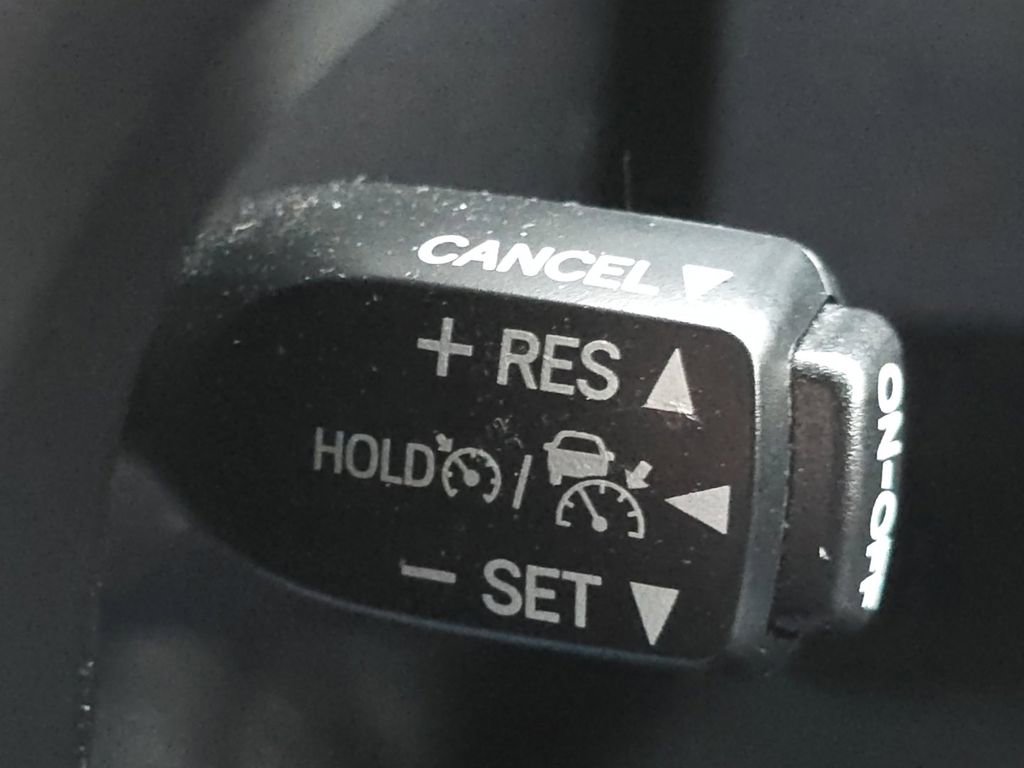 CANCEL ▼
+ RES ▲
HOLD / ◀
ON-OFF
− SET ▼